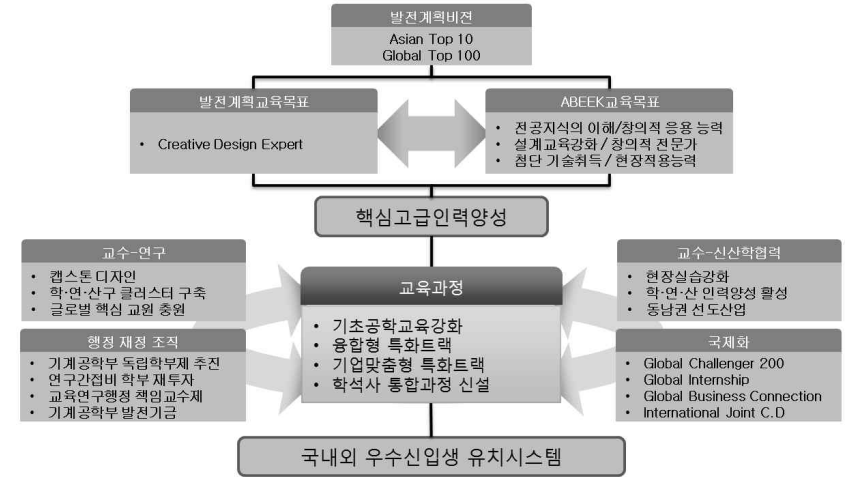 발전계획비젼
Asian Top 10
Global Top 100
발전계획교육목표
• Creative Design Expert
ABEEK교육목표
• 전공지식의 이해/창의적 응용 능력
• 설계교육강화 / 창의적 전문가
• 첨단 기술취득 / 현장적용능력
핵심고급인력양성
교수-연구
• 캡스톤 디자인
• 학·연·산구 클러스터 구축
• 글로벌 핵심 교원 충원
행정 재정 조직
• 기계공학부 독립학부제 추진
• 연구간접비 학부 재투자
• 교육연구행정 책임교수제
• 기계공학부 발전기금
교육과정
• 기초공학교육강화
• 융합형 특화트랙
• 기업맞춤형 특화트랙
• 학석사 통합과정 신설
교수-신산학협력
• 현장실습강화
• 학·연·산 인력양성 활성
• 동남권 선도산업
국제화
• Global Challenger 200
• Global Internship
• Global Business Connection
• International Joint C.D
국내외 우수신입생 유치시스템